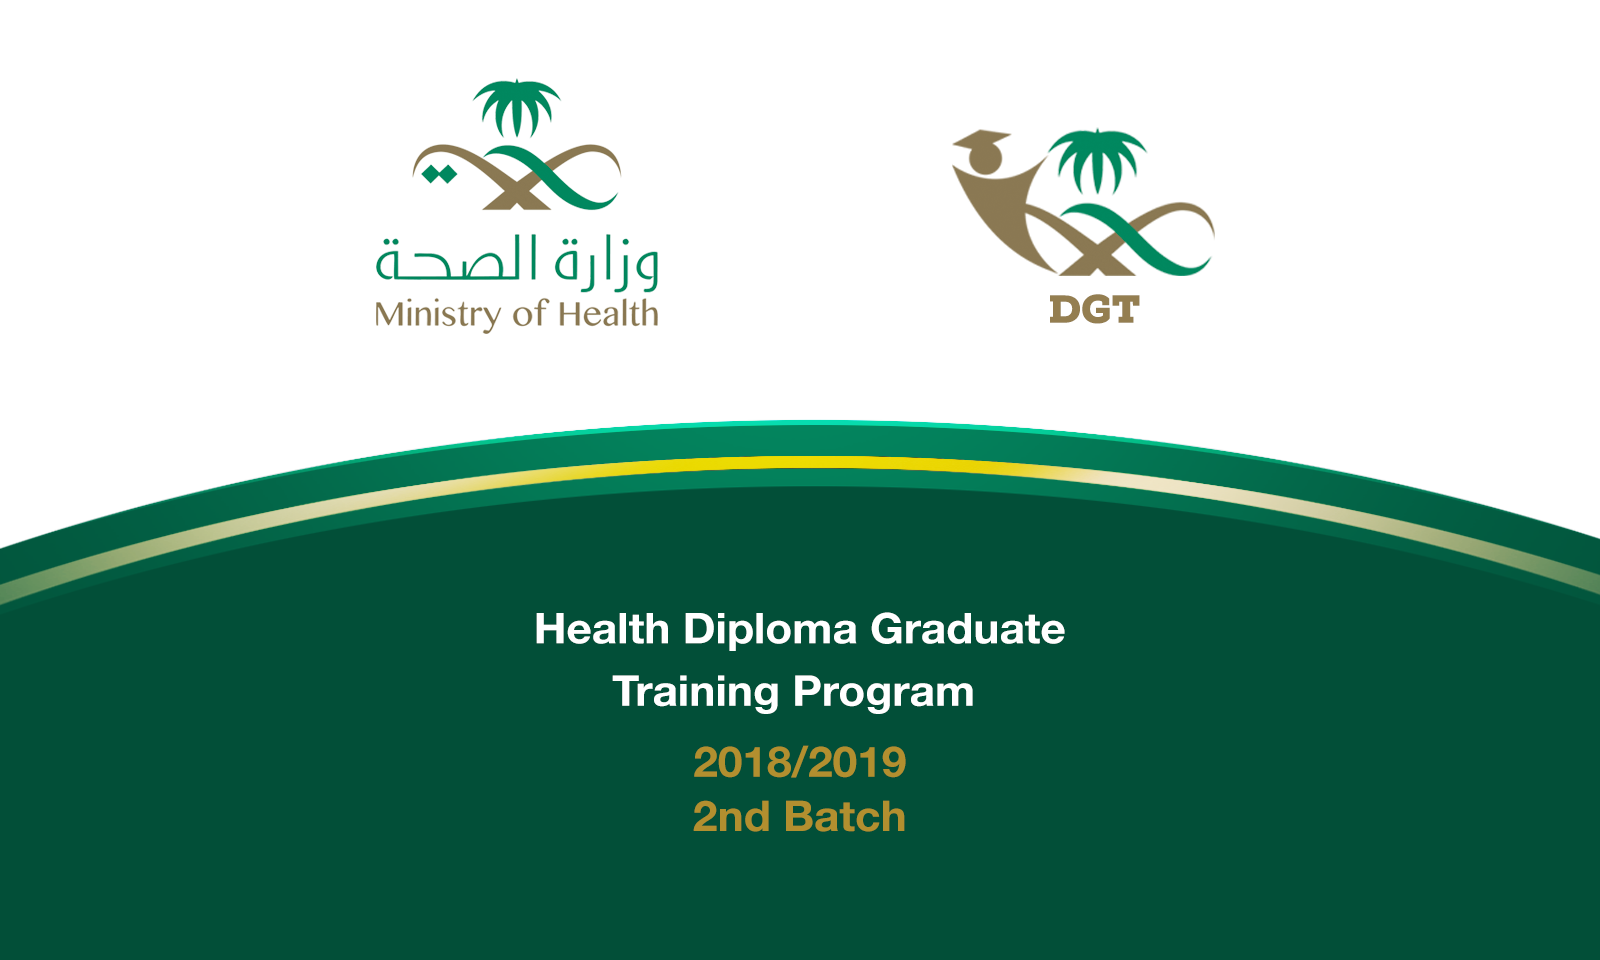 وزارة الصحة
Ministry of Health
DGT
Health Diploma Graduate
Training Program
2018/2019
2nd Batch